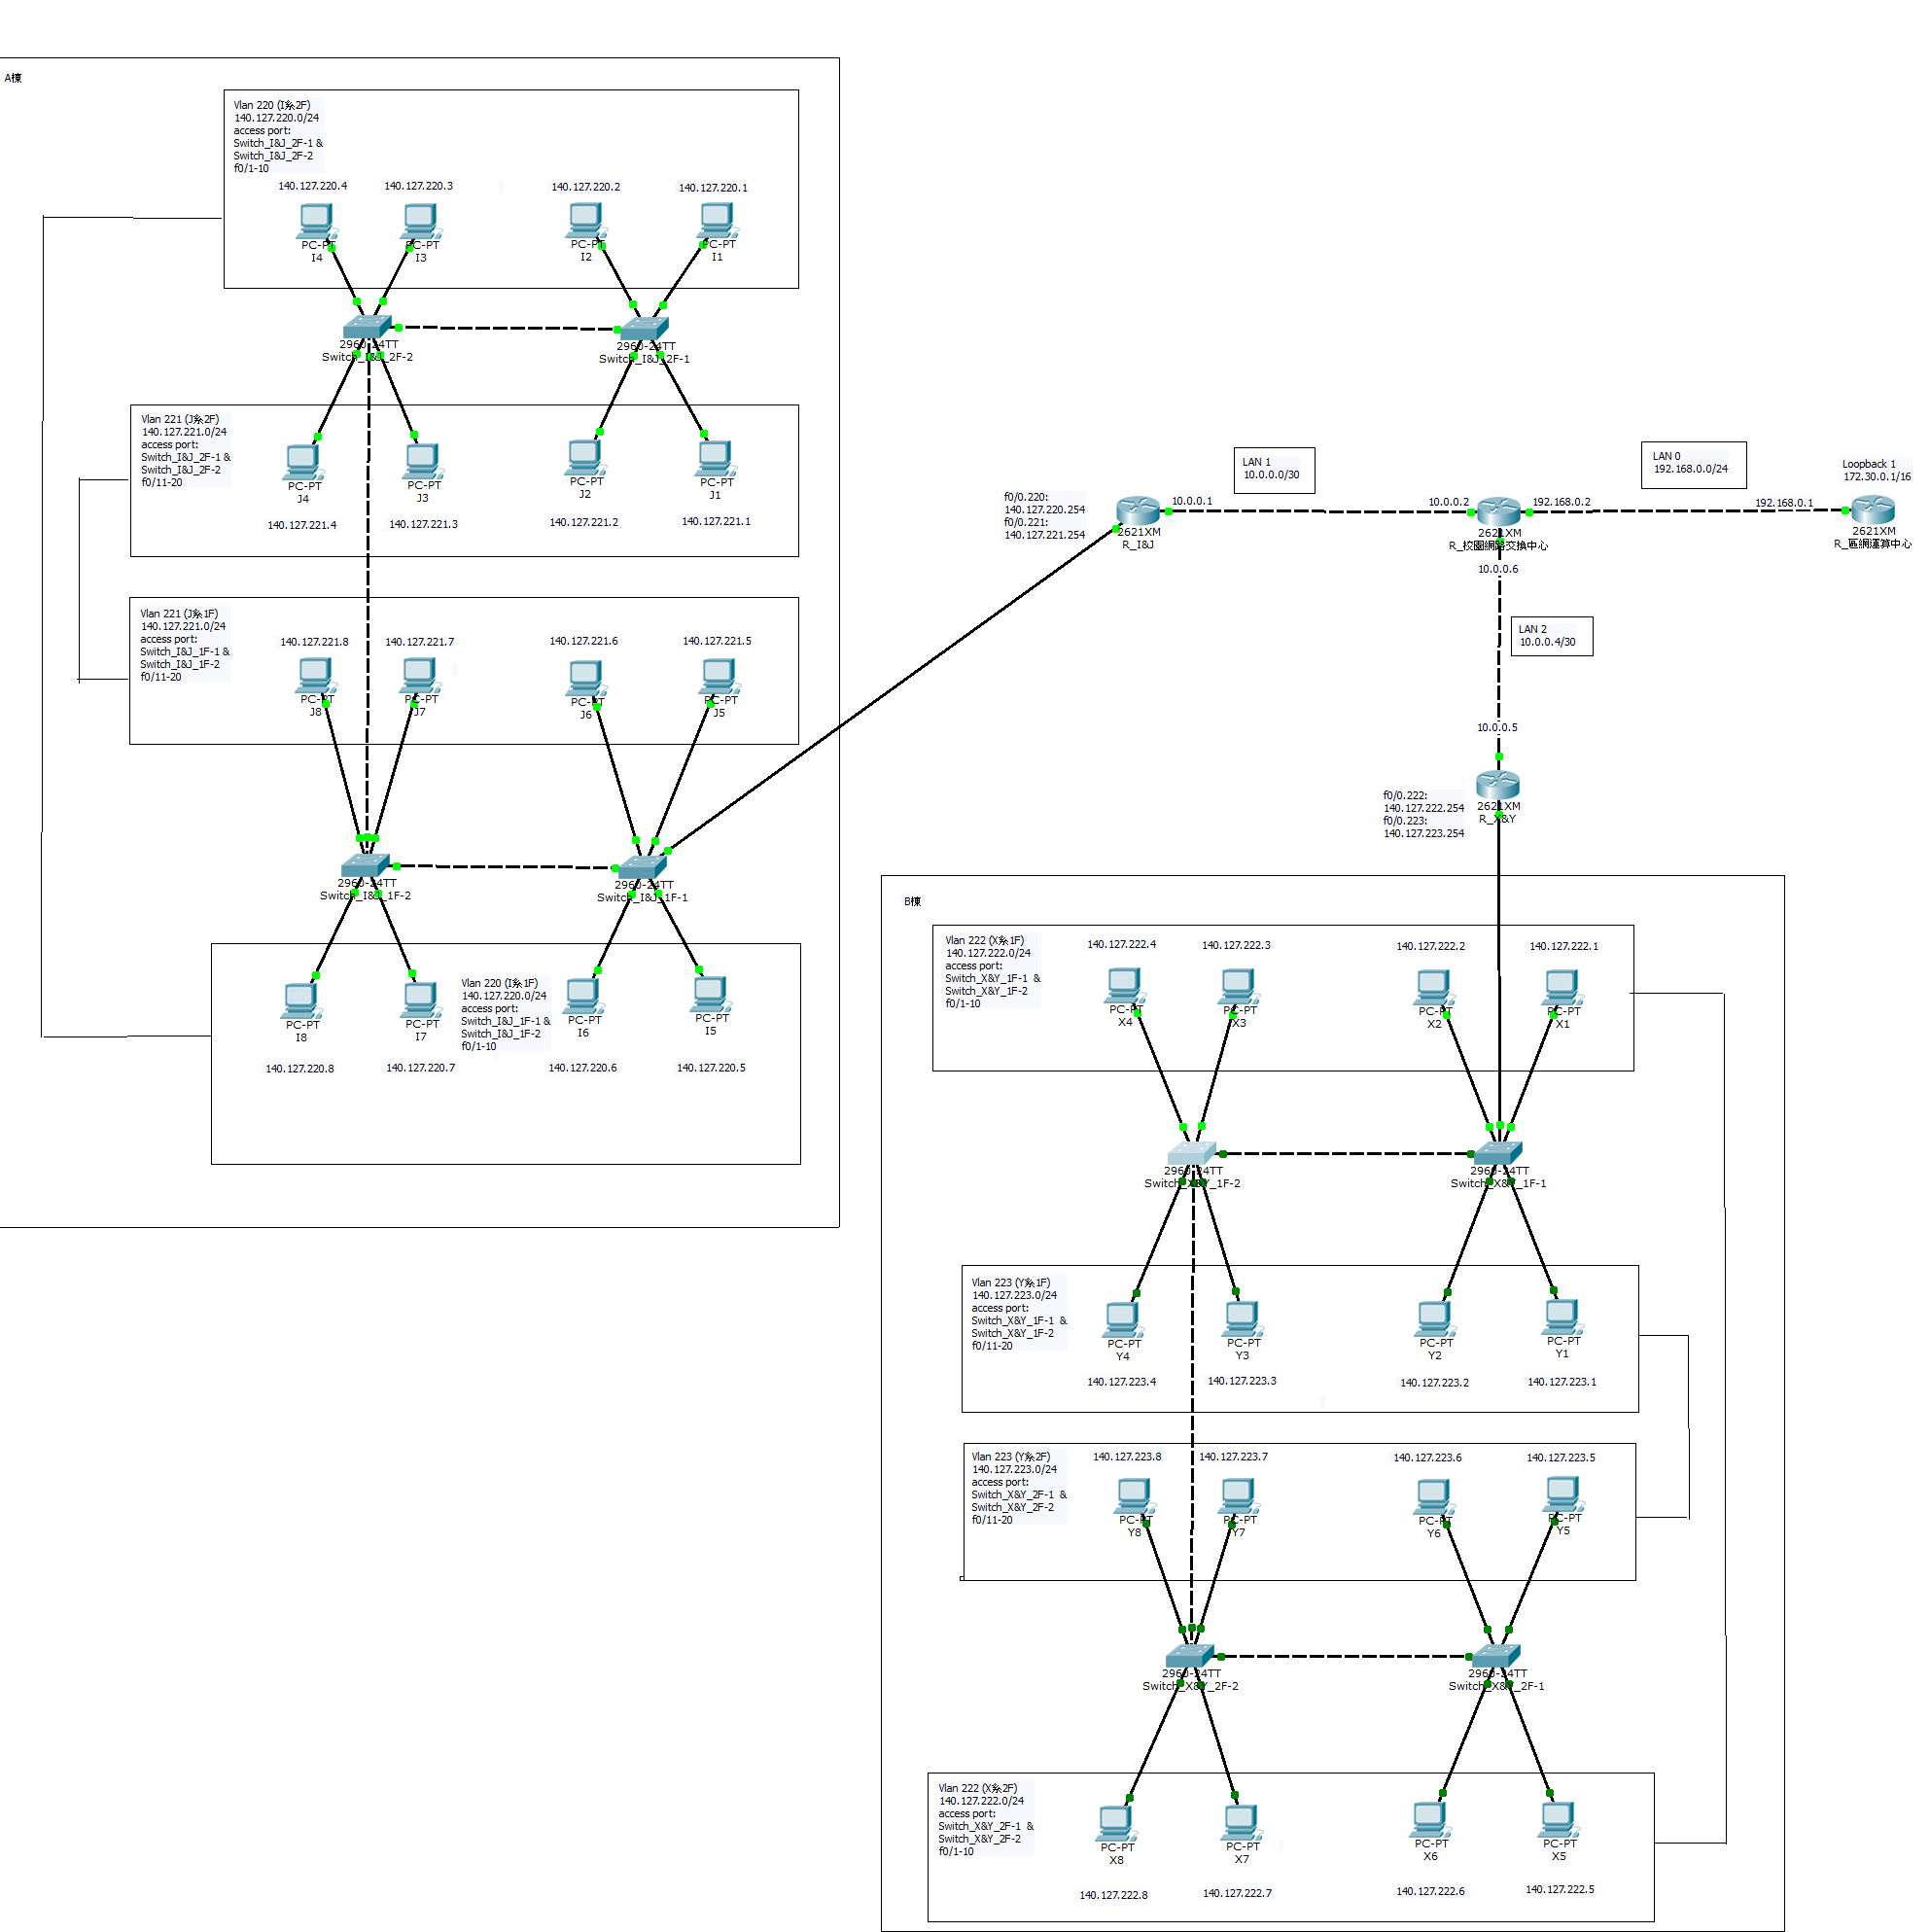 A棟
Vlan 220 (I系2F)
140.127.220.0/24
access port:
Switch_I&J_2F-1 &
Switch_I&J_2F-2
f0/1-10
140.127.220.4
140.127.220.3
140.127.220.2
140.127.220.1
PC-PT
I4
PC-PT
I3
PC-PT
I2
PC-PT
I1
2960-24TT
Switch_I&J_2F-2
2960-24TT
Switch_I&J_2F-1
Vlan 221 (J系2F)
140.127.221.0/24
access port:
Switch_I&J_2F-1 &
Switch_I&J_2F-2
f0/11-20
PC-PT
J4
PC-PT
J3
PC-PT
J2
PC-PT
J1
140.127.221.4
140.127.221.3
140.127.221.2
140.127.221.1
Vlan 221 (J系1F)
140.127.221.0/24
access port:
Switch_I&J_1F-1 &
Switch_I&J_1F-2
f0/11-20
140.127.221.8
140.127.221.7
140.127.221.6
140.127.221.5
PC-PT
J8
PC-PT
J7
PC-PT
J6
PC-PT
J5
2960-24TT
Switch_I&J_1F-2
2960-24TT
Switch_I&J_1F-1
Vlan 220 (I系1F)
140.127.220.0/24
access port:
Switch_I&J_1F-1 &
Switch_I&J_1F-2
f0/1-10
PC-PT
I8
PC-PT
I7
PC-PT
I6
PC-PT
I5
140.127.220.8
140.127.220.7
140.127.220.6
140.127.220.5
f0/0.220:
140.127.220.254
f0/0.221:
140.127.221.254
2621XM
R_I&J
10.0.0.1
LAN 1
10.0.0.0/30
10.0.0.2
192.168.0.2
2621XM
R_校園網路交換中心
10.0.0.6
LAN 0
192.168.0.0/24
192.168.0.1
Loopback 1
172.30.0.1/16
2621XM
R_區網運算中心
LAN 2
10.0.0.4/30
10.0.0.5
f0/0.222:
140.127.222.254
f0/0.223:
140.127.223.254
2621XM
R_X&Y
B棟
Vlan 222 (X系1F)
140.127.222.0/24
access port:
Switch_X&Y_1F-1 &
Switch_X&Y_1F-2
f0/1-10
140.127.222.4
140.127.222.3
140.127.222.2
140.127.222.1
PC-PT
X4
PC-PT
X3
PC-PT
X2
PC-PT
X1
2960-24TT
Switch_X&Y_1F-2
2960-24TT
Switch_X&Y_1F-1
Vlan 223 (Y系1F)
140.127.223.0/24
access port:
Switch_X&Y_1F-1 &
Switch_X&Y_1F-2
f0/11-20
PC-PT
Y4
PC-PT
Y3
PC-PT
Y2
PC-PT
Y1
140.127.223.4
140.127.223.3
140.127.223.2
140.127.223.1
Vlan 223 (Y系2F)
140.127.223.0/24
access port:
Switch_X&Y_2F-1 &
Switch_X&Y_2F-2
f0/11-20
140.127.223.8
140.127.223.7
140.127.223.6
140.127.223.5
PC-PT
Y8
PC-PT
Y7
PC-PT
Y6
PC-PT
Y5
2960-24TT
Switch_X&Y_2F-2
2960-24TT
Switch_X&Y_2F-1
Vlan 222 (X系2F)
140.127.222.0/24
access port:
Switch_X&Y_2F-1 &
Switch_X&Y_2F-2
f0/1-10
PC-PT
X8
PC-PT
X7
PC-PT
X6
PC-PT
X5
140.127.222.8
140.127.222.7
140.127.222.6
140.127.222.5